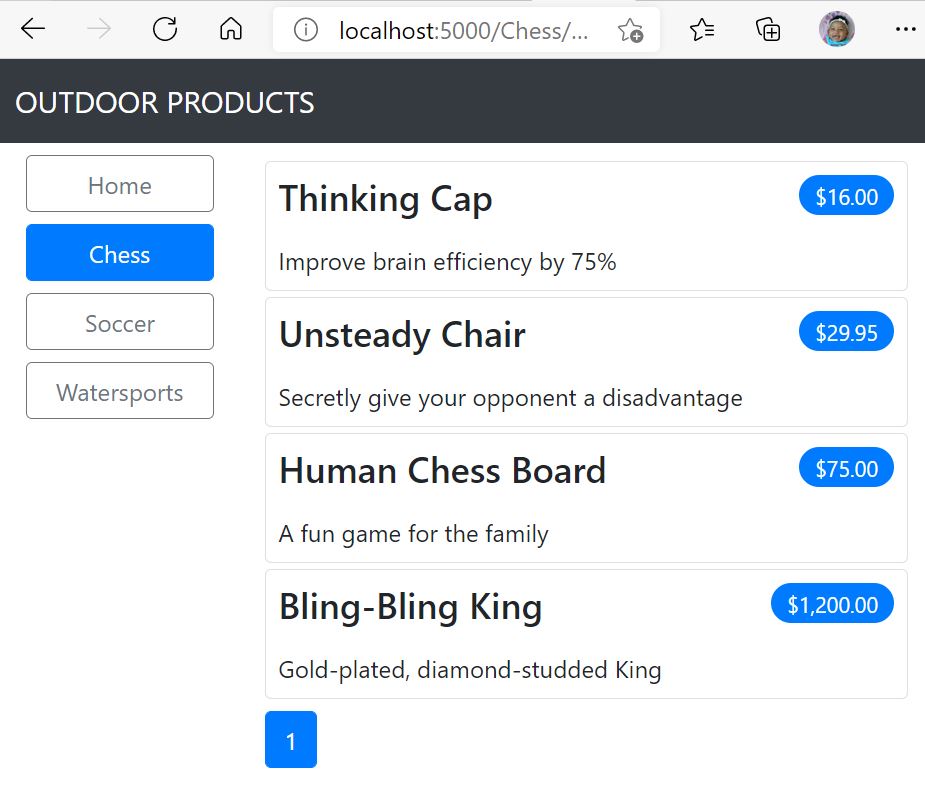 localhost:5000/Chess/...
OUTDOOR PRODUCTS
Home
Chess
Soccer
Watersports
Thinking Cap
$16.00
Improve brain efficiency by 75%
Unsteady Chair
$29.95
Secretly give your opponent a disadvantage
Human Chess Board
$75.00
A fun game for the family
Bling-Bling King
$1,200.00
Gold-plated, diamond-studded King
1